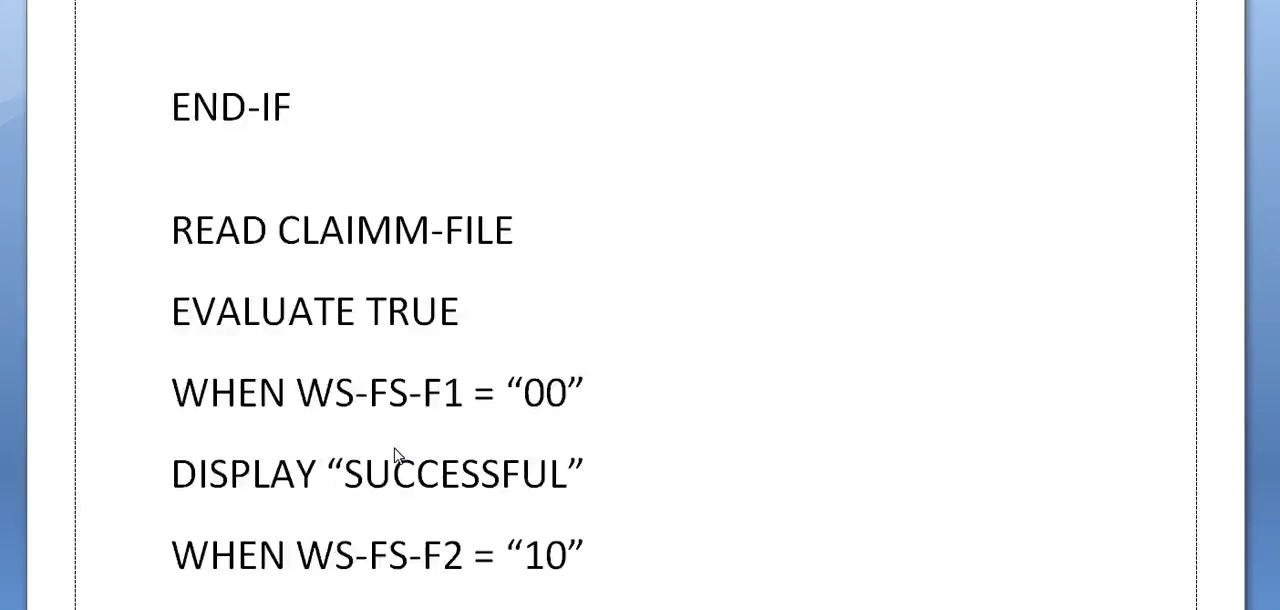 END-IF
READ CLAIMM-FILE
EVALUATE TRUE
WHEN WS-FS-F1 = “00”
DISPLAY “SUCCESSFUL”
WHEN WS-FS-F2 = “10”